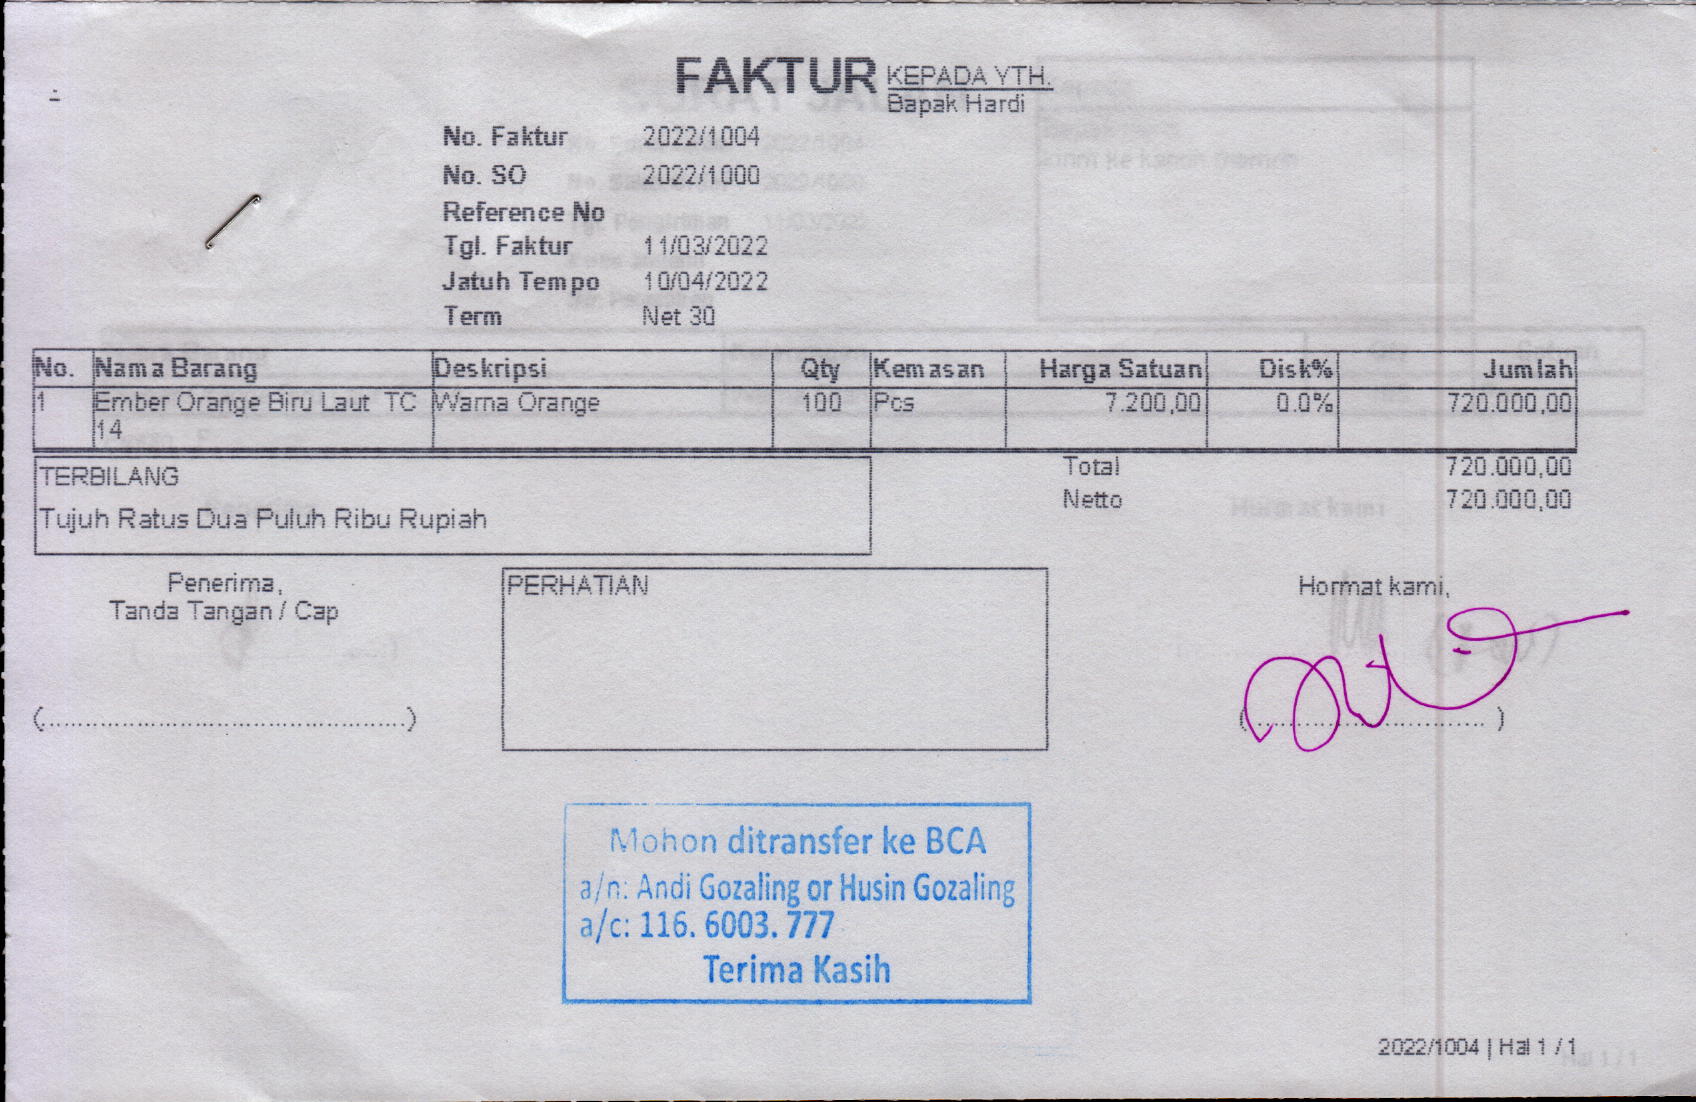 FAKTUR
KEPADA YTH.
Bapak Hardi
No. Faktur 2022/1004
No. SO 2022/1000
Reference No
Tgl. Faktur 11/03/2022
Jatuh Tempo 10/04/2022
Term Net 30
No. Nama Barang Deskripsi Qty Kemasan Harga Satuan Disk% Jumlah
1 Ember Orange Biru Laut TC Warna Orange 100 Pcs 7.200,00 0.0% 720.000,00
14
TERBILANG
Tujuh Ratus Dua Puluh Ribu Rupiah
Total 720.000,00
Netto 720.000,00
Penerima,
Tanda Tangan / Cap
(................................................)
PERHATIAN
Hormat kami,
(................................ )
Mohon ditransfer ke BCA
a/n: Andi Gozaling or Husin Gozaling
a/c: 116. 6003. 777
Terima Kasih
2022/1004 | Hal 1 / 1